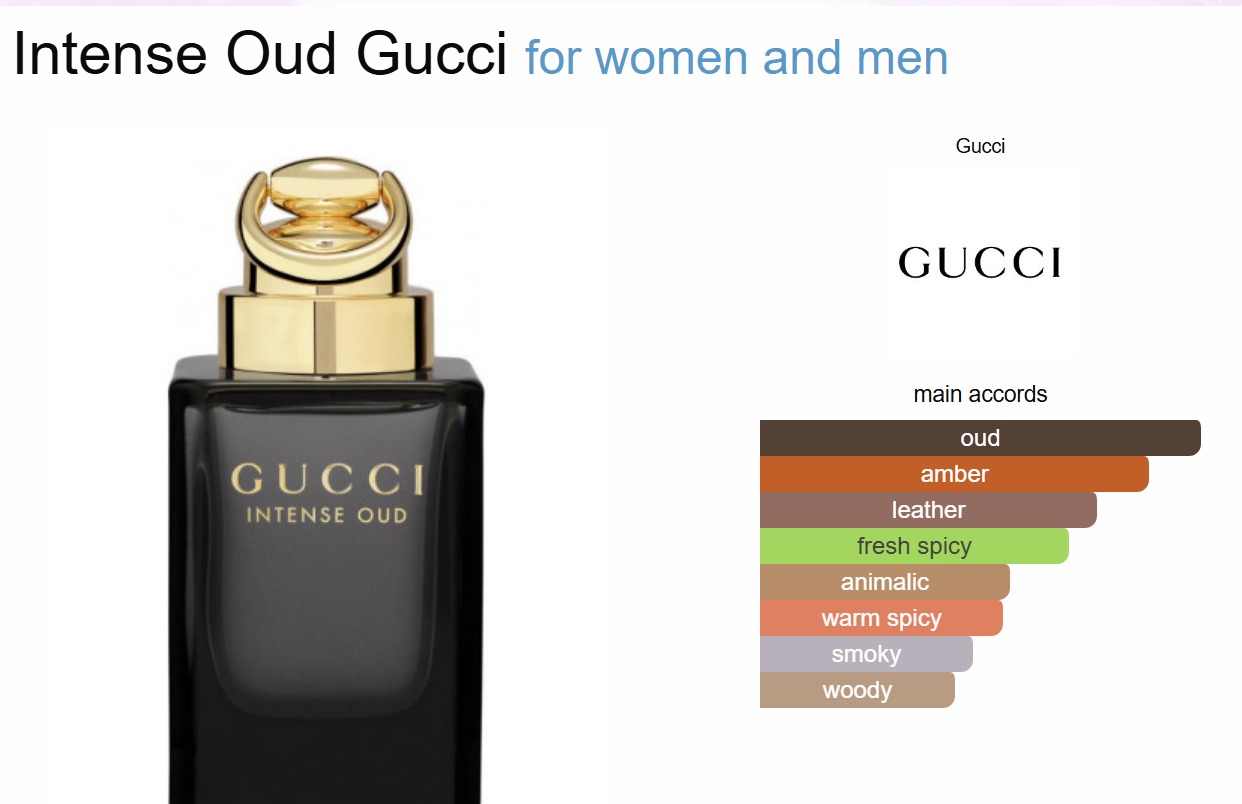 Intense Oud Gucci for women and men
GUCCI
INTENSE OUD
Gucci
GUCCI
main accords
oud
amber
leather
fresh spicy
animalic
warm spicy
smoky
woody